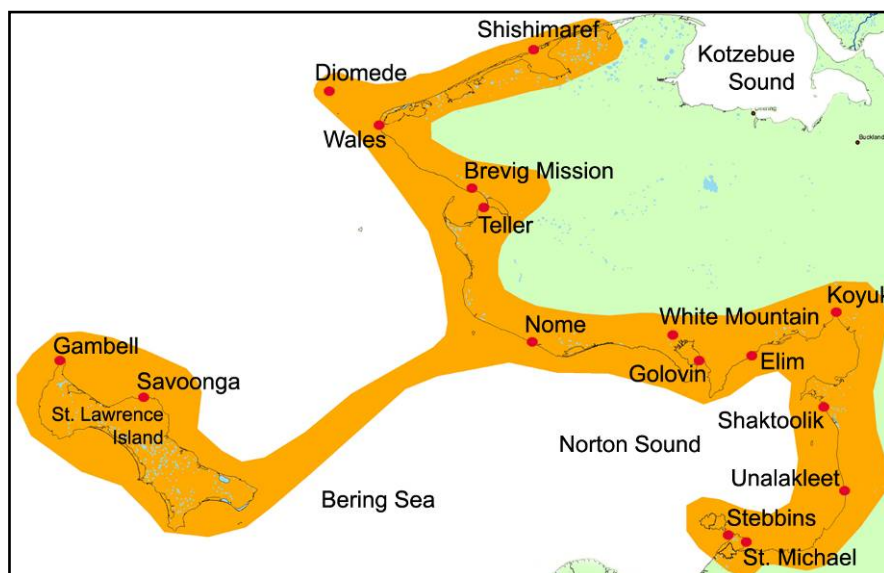 Shishimaref
Kotzebue
Sound
Diomede
Buckland
Wales
Brevig Mission
Teller
Koyuk
White Mountain
Nome
Gambell
Elim
Golovin
Savoonga
St. Lawrence
Island
Shaktoolik
Norton Sound
Unalakleet
Bering Sea
Stebbins
St. Michael